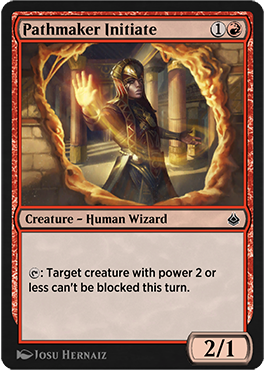 Pathmaker Initiate 1
Creature – Human Wizard
: Target creature with power 2 or
less can't be blocked this turn.
Josu Hernaiz
2/1